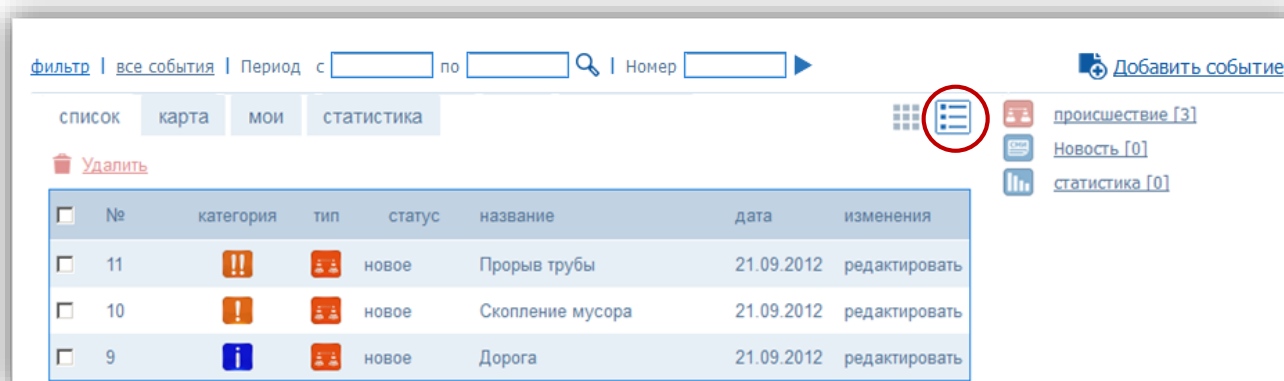 фильтр | все события | Период с по | Номер Добавить событие
список карта мои статистика
происшествие [3]
Новость [0]
статистика [0]
Удалить
№ категория тип статус название дата изменения
11 !! новое Прорыв трубы 21.09.2012 редактировать
10 ! новое Скопление мусора 21.09.2012 редактировать
9 i новое Дорога 21.09.2012 редактировать